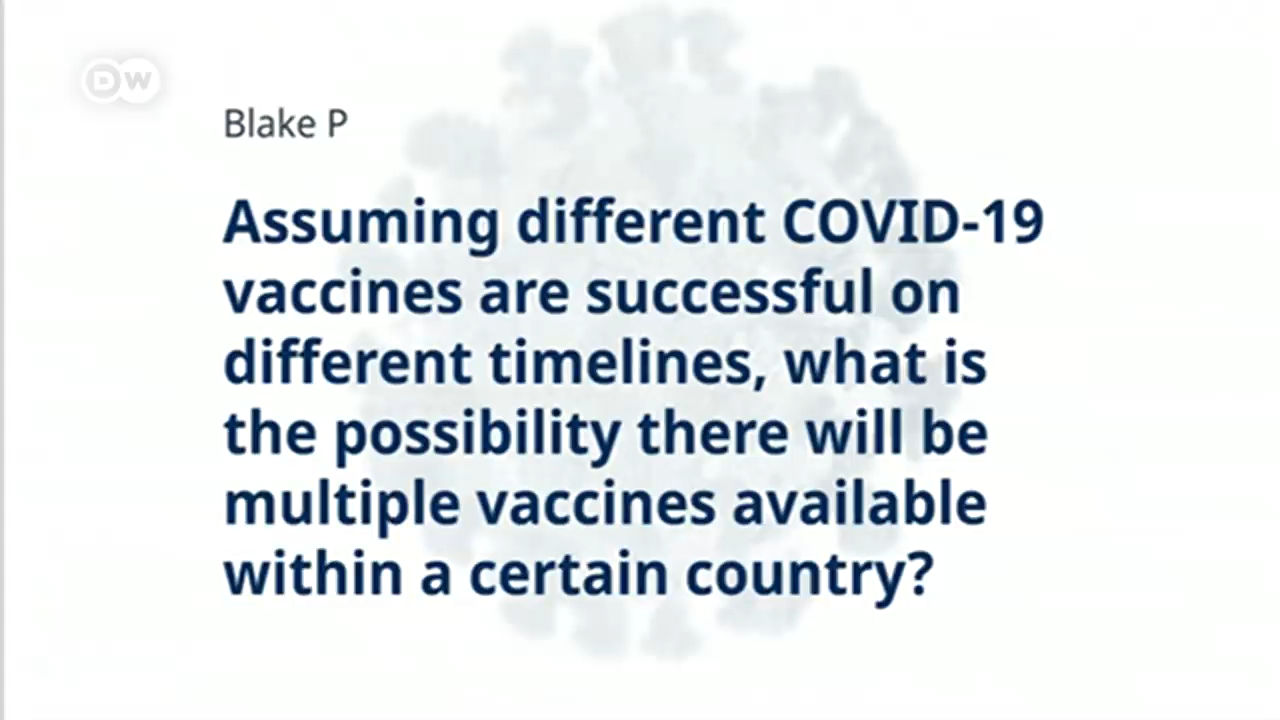 DW
Blake P
Assuming different COVID-19
vaccines are successful on
different timelines, what is
the possibility there will be
multiple vaccines available
within a certain country?